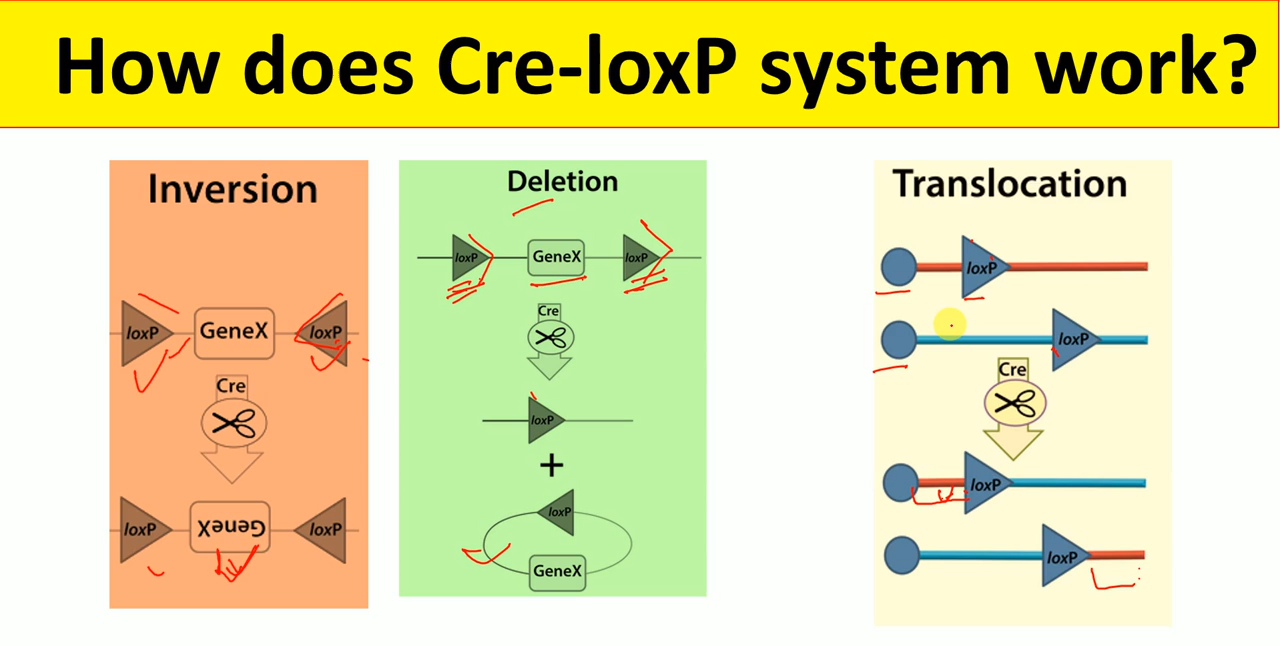 How does Cre-loxP system work?
Inversion
loxP GeneX loxP
Cre
loxP GeneX loxP
Deletion
loxP GeneX loxP
Cre
loxP
+
loxP
GeneX
Translocation
loxP
loxP
Cre
loxP
loxP